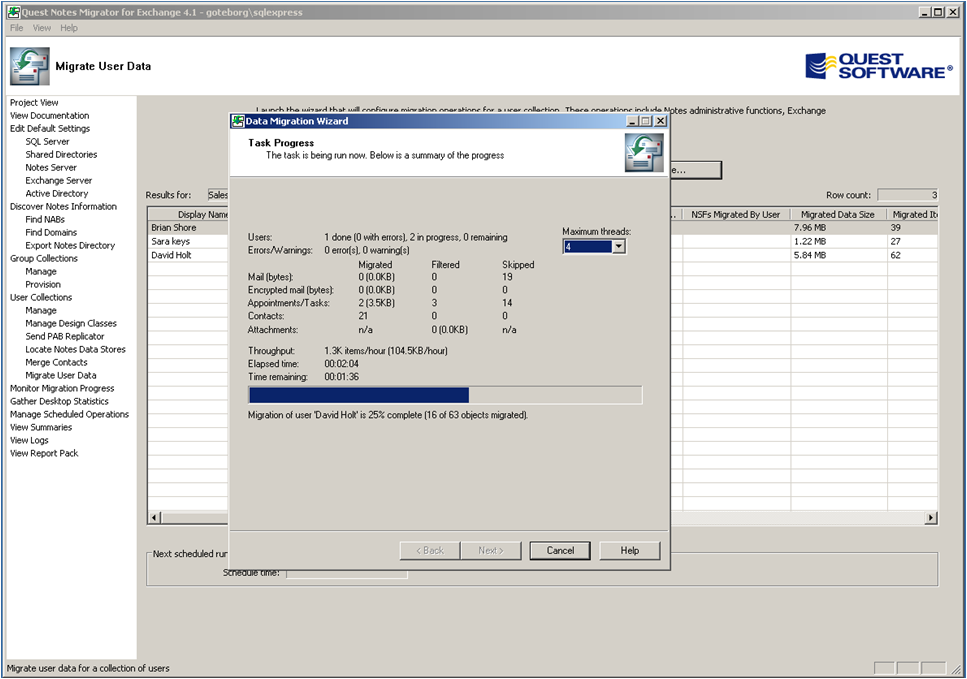 Quest Notes Migrator for Exchange 4.1 - goteborg\sqlexpress
File View Help
Migrate User Data
QUEST
SOFTWARE®
Project View
View Documentation
Edit Default Settings
SQL Server
Shared Directories
Notes Server
Exchange Server
Active Directory
Discover Notes Information
Find NABs
Find Domains
Export Notes Directory
Group Collections
Manage
Provision
User Collections
Manage
Manage Design Classes
Send PAB Replicator
Locate Notes Data Stores
Merge Contacts
Migrate User Data
Monitor Migration Progress
Gather Desktop Statistics
Manage Scheduled Operations
View Summaries
View Logs
View Report Pack
Launch the wizard that will configure migration operations for a user collection. These operations include Notes administrative functions, Exchange
e...
Results for: Sales
Row count: 3
Display Name
.. NSFs Migrated By User Migrated Data Size Migrated Ite
Brian Shore 7.96 MB 39
Sara keys 1.22 MB 27
David Holt 5.84 MB 62
Data Migration Wizard
Task Progress
The task is being run now. Below is a summary of the progress
Users: 1 done (0 with errors), 2 in progress, 0 remaining
Errors/Warnings: 0 error(s), 0 warning(s)
Maximum threads:
4
Migrated Filtered Skipped
Mail (bytes): 0 (0.0KB) 0 19
Encrypted mail (bytes): 0 (0.0KB) 0 0
Appointments/Tasks: 2 (3.5KB) 3 14
Contacts: 21 0 0
Attachments: n/a 0 (0.0KB) n/a
Throughput: 1.3K items/hour (104.5KB/hour)
Elapsed time: 00:02:04
Time remaining: 00:01:36
Migration of user 'David Holt' is 25% complete (16 of 63 objects migrated).
< Back Next > Cancel Help
Next scheduled run
Schedule time:
Migrate user data for a collection of users